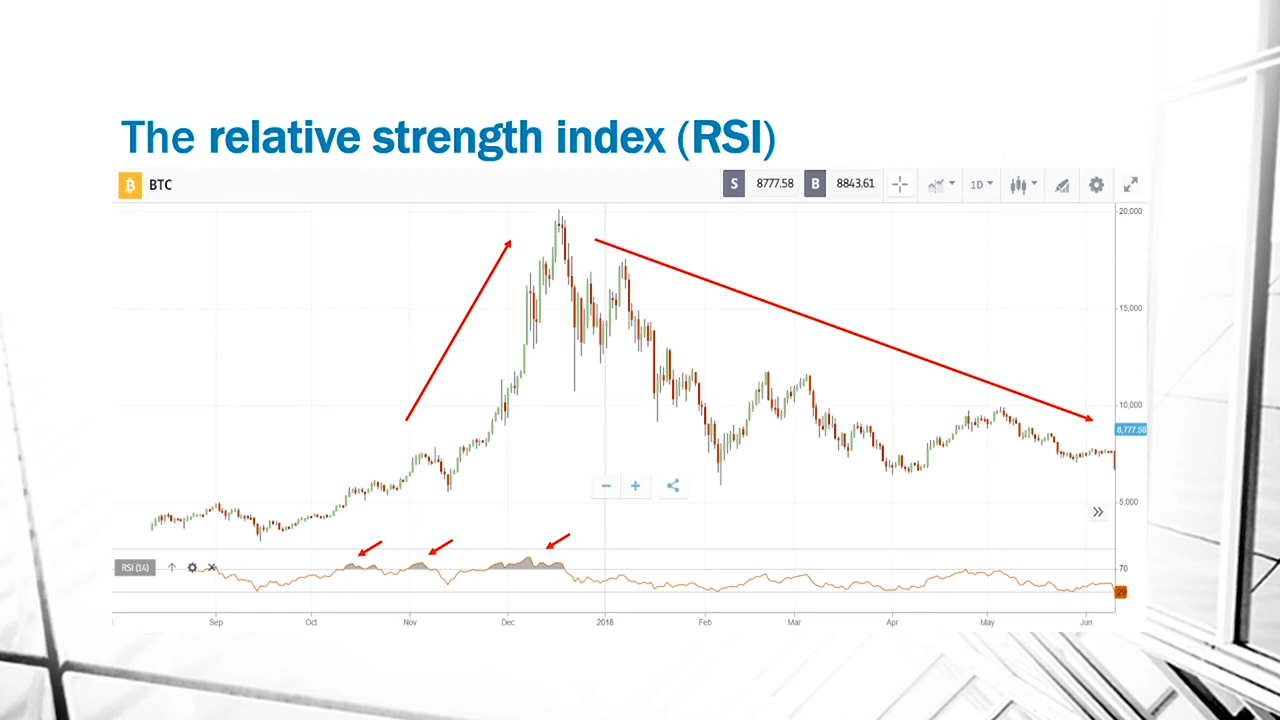 The relative strength index (RSI)
BTC
S 8777.58 B 8843.61 1D
20,000
15,000
10,000
8,777.58
5,000
RSI (14)
70
29
Sep Oct Nov Dec 2018 Feb Mar Apr May Jun